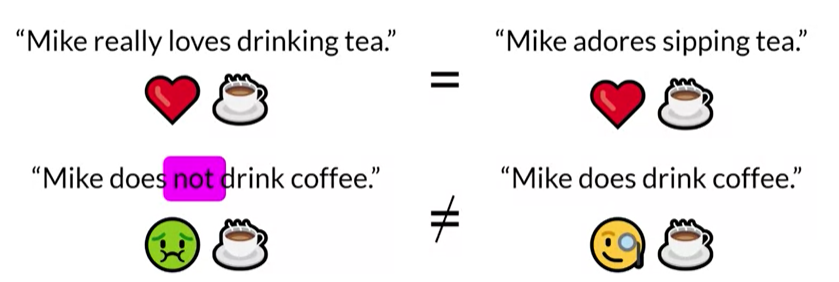 “Mike really loves drinking tea.” = “Mike adores sipping tea.”
“Mike does not drink coffee.” ≠ “Mike does drink coffee.”